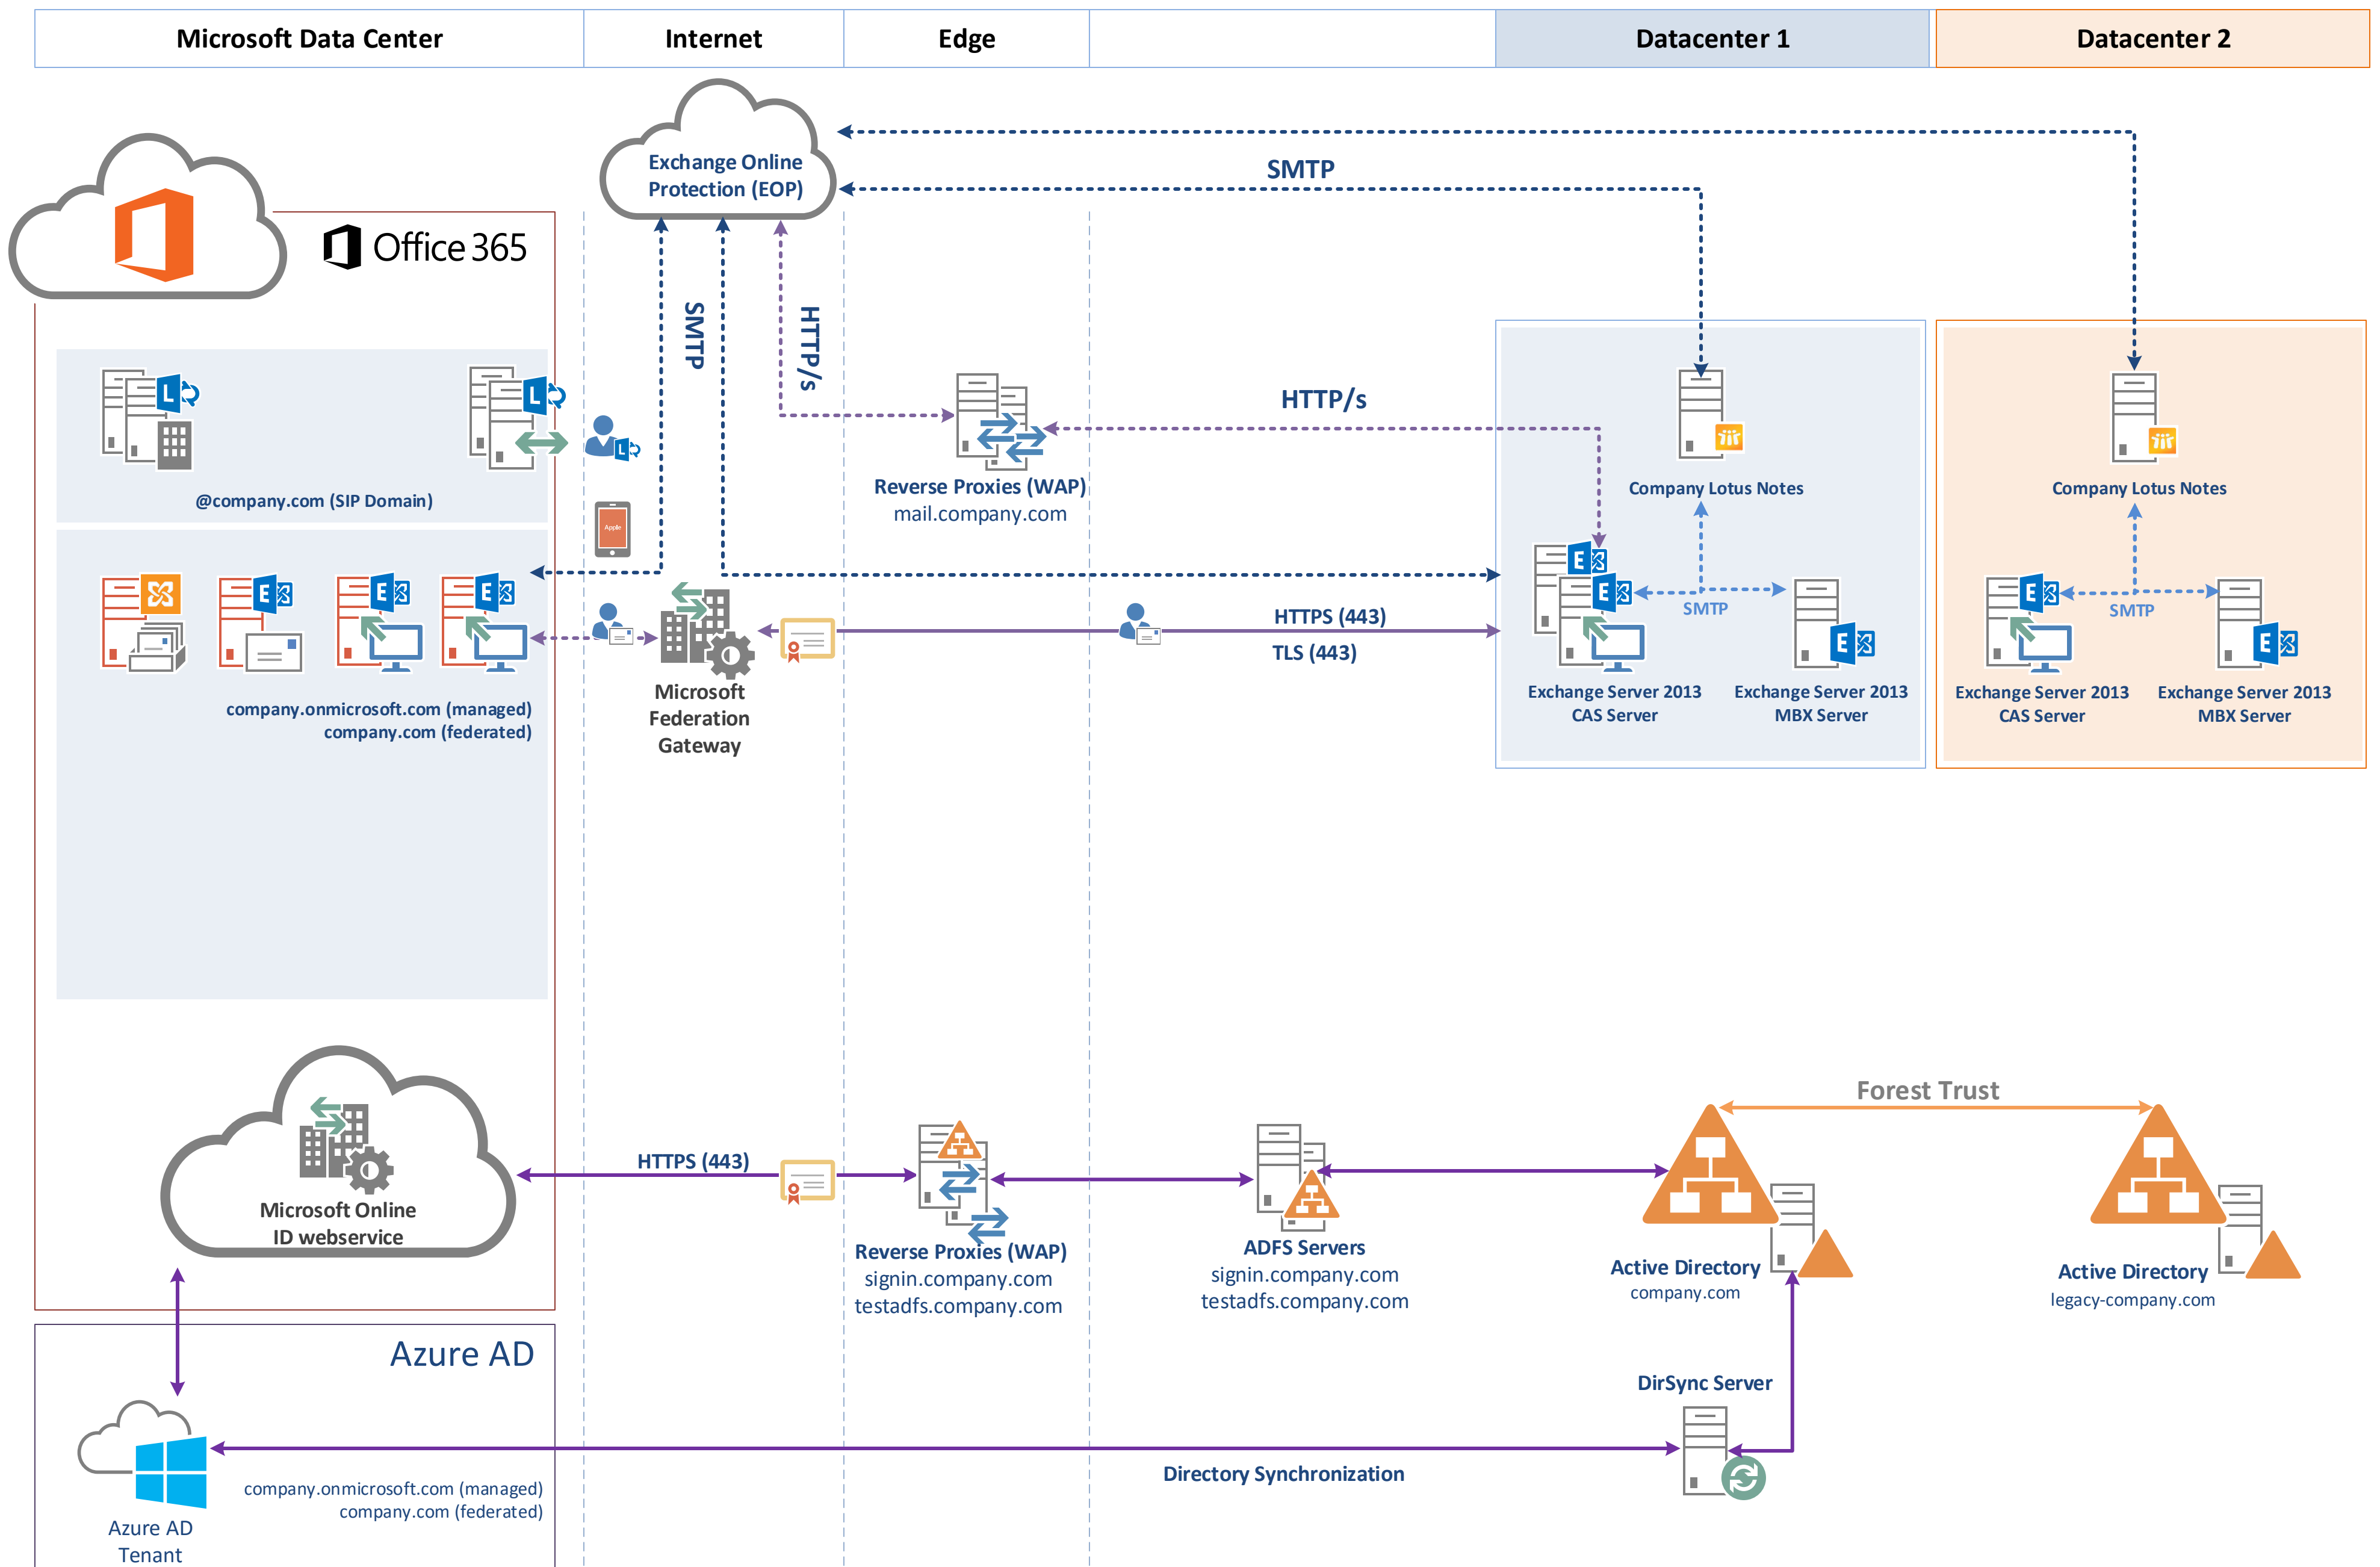 Microsoft Data Center
Internet
Edge
Datacenter 1
Datacenter 2
Exchange Online
Protection (EOP)
SMTP
Office 365
SMTP
HTTP/s
HTTP/s
L
L
L
@company.com (SIP Domain)
Apple
Reverse Proxies (WAP)
mail.company.com
Company Lotus Notes
Company Lotus Notes
E
E
E
E
E
E
E
E
SMTP
SMTP
HTTPS (443)
TLS (443)
company.onmicrosoft.com (managed)
company.com (federated)
Microsoft
Federation
Gateway
Exchange Server 2013
CAS Server
Exchange Server 2013
MBX Server
Exchange Server 2013
CAS Server
Exchange Server 2013
MBX Server
Forest Trust
Microsoft Online
ID webservice
HTTPS (443)
Reverse Proxies (WAP)
signin.company.com
testadfs.company.com
ADFS Servers
signin.company.com
testadfs.company.com
Active Directory
company.com
Active Directory
legacy-company.com
Azure AD
DirSync Server
Directory Synchronization
company.onmicrosoft.com (managed)
company.com (federated)
Azure AD
Tenant